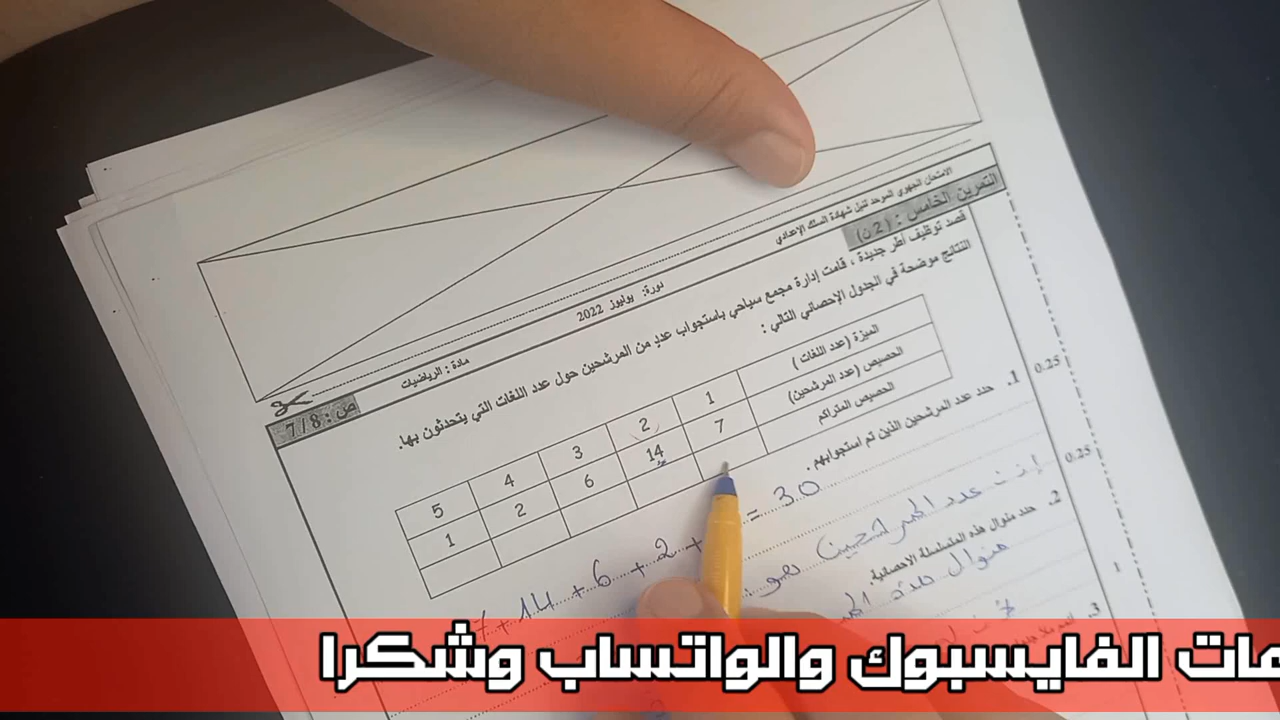 الامتحان الجهوي الموحد لنيل شهادة السلك الإعدادي
دورة: يوليوز 2022
مادة : الرياضيات
ص : 7/8
التمرين الخامس : (2 ن)
قصد توظيف أطر جديدة ، قامت إدارة مجمع سياحي باستجواب عدد من المرشحين حول عدد اللغات التي يتحدثون بها.
النتائج موضحة في الجدول الإحصائي التالي :
الميزة (عدد اللغات ) 1 2 3 4 5
الحصيص (عدد المرشحين) 7 14 6 2 1
الحصيص المتراكم
1. حدد عدد المرشحين الذين تم استجوابهم .
0.25
7 + 14 + 6 + 2 + = 30
إذن عدد المرشحين هو
2. حدد منوال هذه المتسلسلة الاحصائية.
0.25
منوال هذه
3.
1
مات الفايسبوك والواتساب وشكرا